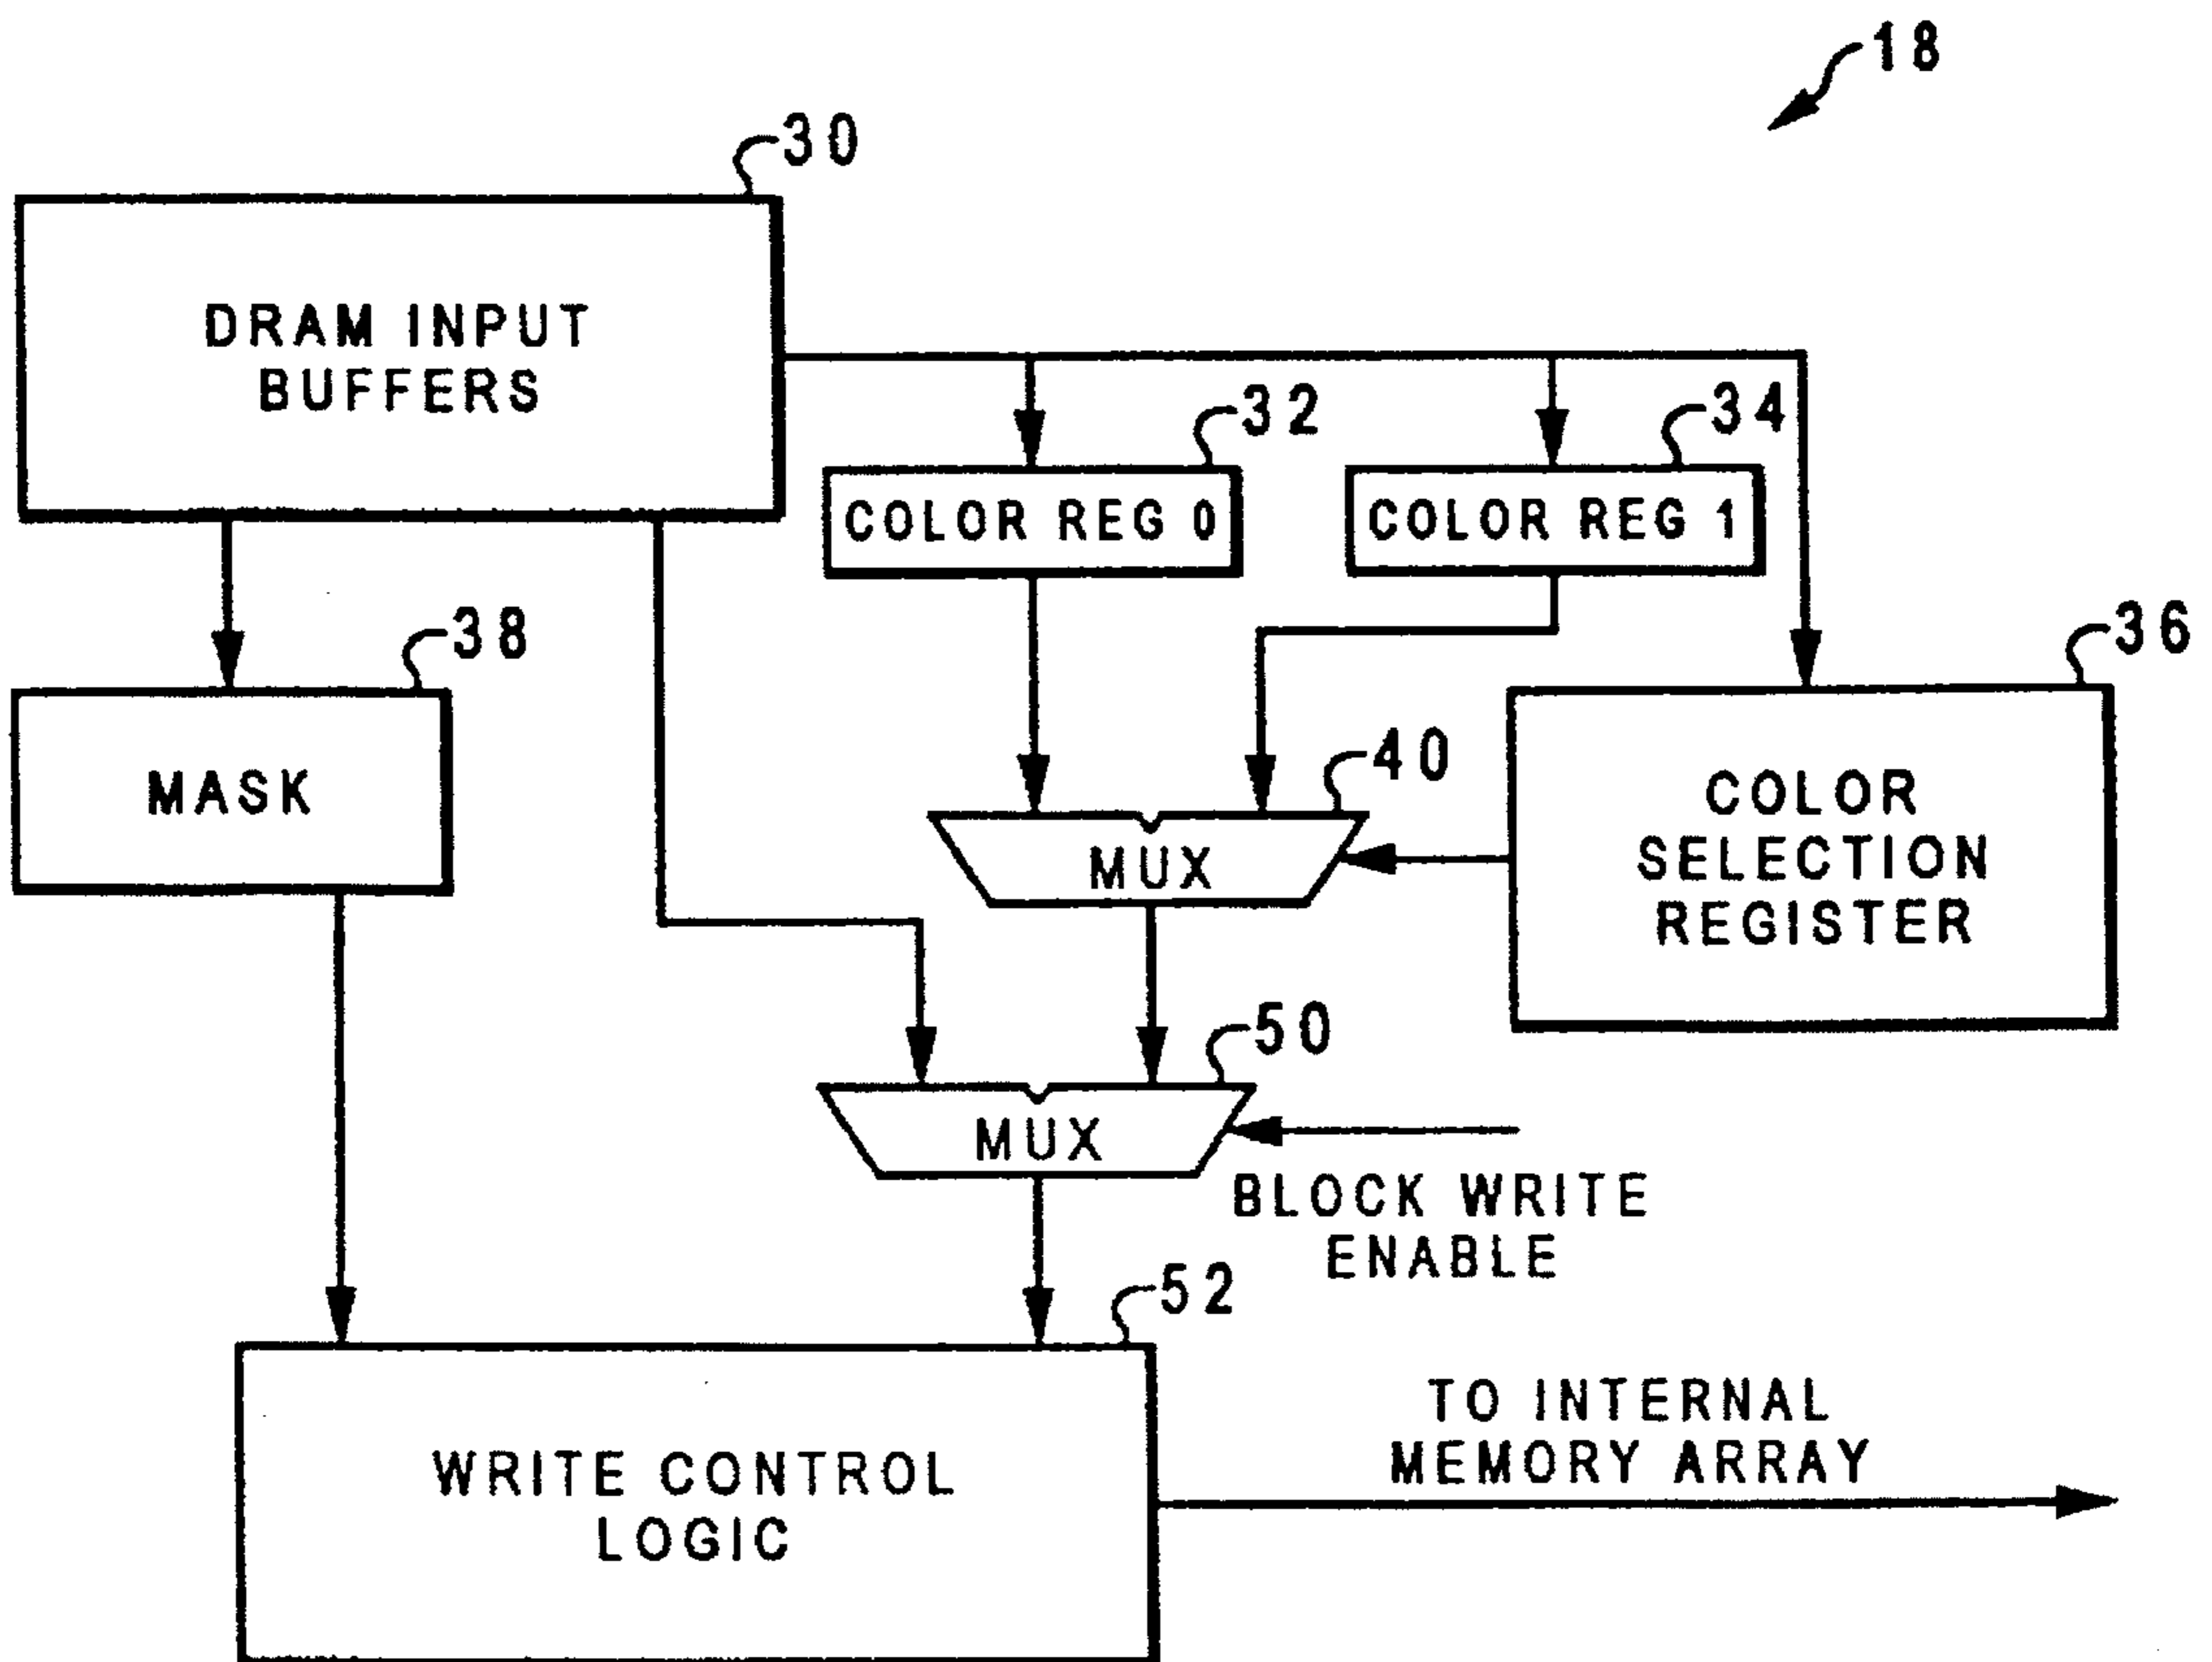 18
30
DRAM INPUT
BUFFERS
32
34
COLOR REG 0
COLOR REG 1
38
36
MASK
40
MUX
COLOR
SELECTION
REGISTER
50
MUX
BLOCK WRITE
ENABLE
52
WRITE CONTROL
LOGIC
TO INTERNAL
MEMORY ARRAY